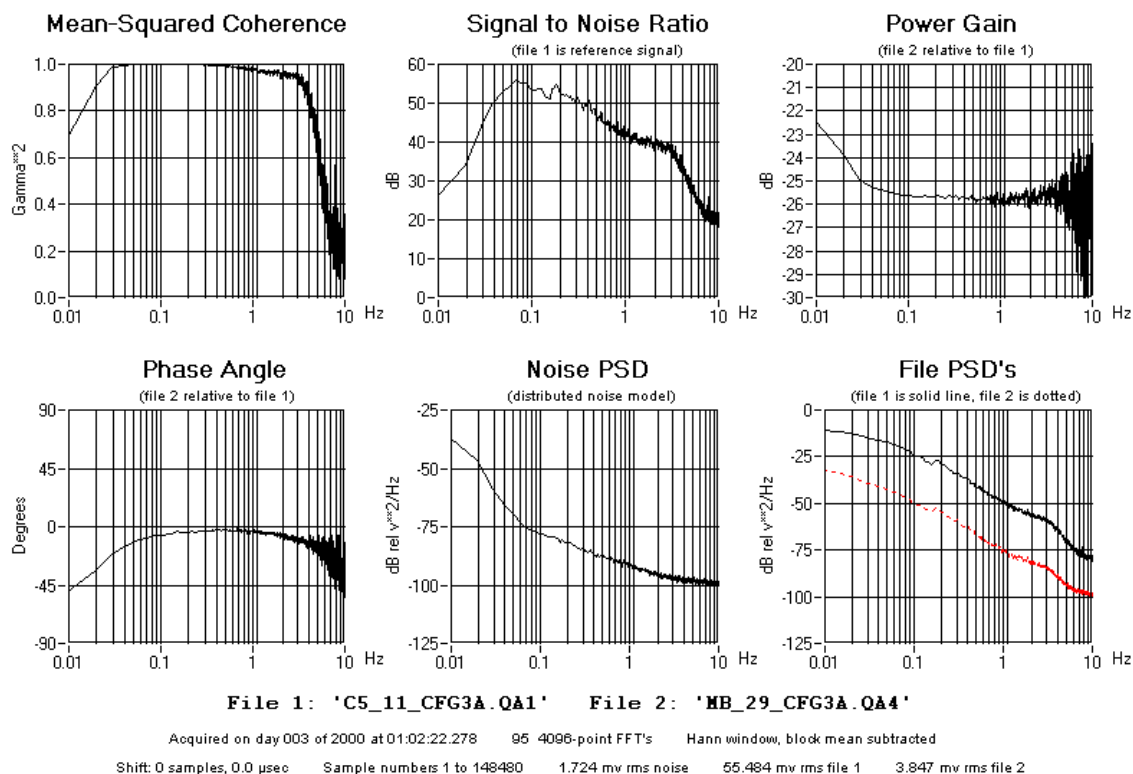 Mean-Squared Coherence
Signal to Noise Ratio
Power Gain
(file 1 is reference signal)
(file 2 relative to file 1)
1.0
0.8
0.6
0.4
0.2
0.0
Gamma**2
0.01
0.1
1
10
Hz
60
50
40
30
20
10
0
dB
0.01
0.1
1
10
Hz
-20
-21
-22
-23
-24
-25
-26
-27
-28
-29
-30
dB
0.01
0.1
1
10
Hz
Phase Angle
Noise PSD
File PSD's
(file 2 relative to file 1)
(distributed noise model)
(file 1 is solid line, file 2 is dotted)
90
45
0
-45
-90
Degrees
0.01
0.1
1
10
Hz
-25
-50
-75
-100
-125
dB rel v**2/Hz
0.01
0.1
1
10
Hz
0
-25
-50
-75
-100
-125
dB rel v**2/Hz
0.01
0.1
1
10
Hz
File 1: 'C5_11_CFG3A.QA1' File 2: 'MB_29_CFG3A.QA4'
Acquired on day 003 of 2000 at 01:02:22.278 95 4096-point FFT's Hann window, block mean subtracted
Shift: 0 samples, 0.0 µsec Sample numbers 1 to 148480 1.724 mv rms noise 55.484 mv rms file 1 3.847 mv rms file 2